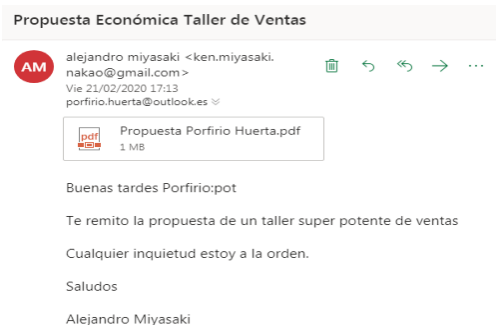 Propuesta Económica Taller de Ventas
AM
alejandro miyasaki <ken.miyasaki.
nakao@gmail.com>
Vie 21/02/2020 17:13
porfirio.huerta@outlook.es
pdf
Propuesta Porfirio Huerta.pdf
1 MB
Buenas tardes Porfirio:pot
Te remito la propuesta de un taller super potente de ventas
Cualquier inquietud estoy a la orden.
Saludos
Alejandro Miyasaki